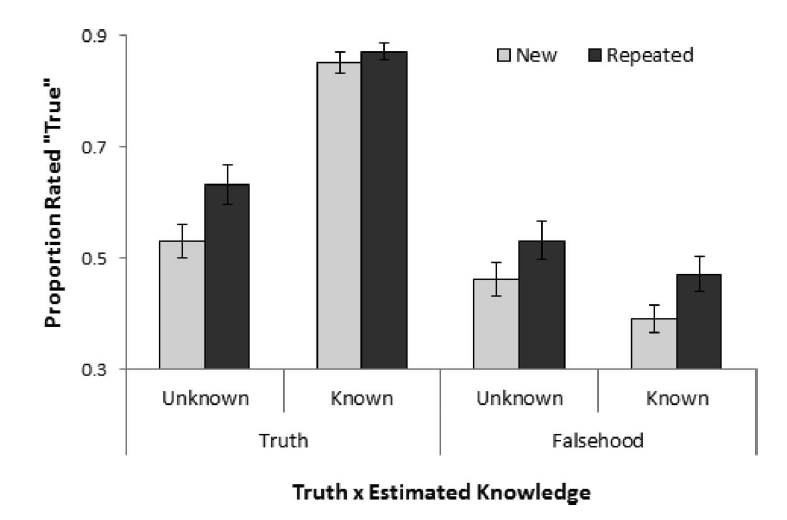 0.9
New Repeated
0.7
0.5
0.3
Proportion Rated "True"
Unknown Known Unknown Known
Truth Falsehood
Truth x Estimated Knowledge